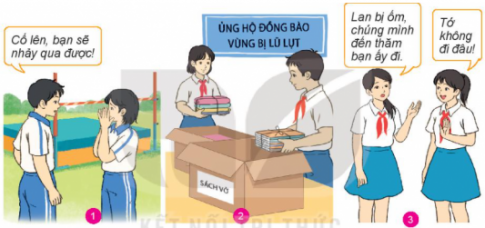 Cố lên, bạn sẽ
nhảy qua được!
1
ỦNG HỘ ĐỒNG BÀO
VÙNG BỊ LŨ LỤT
SÁCH VỞ
2
Lan bị ốm,
chúng mình
đến thăm
bạn ấy đi.
Tớ
không
đi đâu!
3
KẾT NỐI TRI THỨC